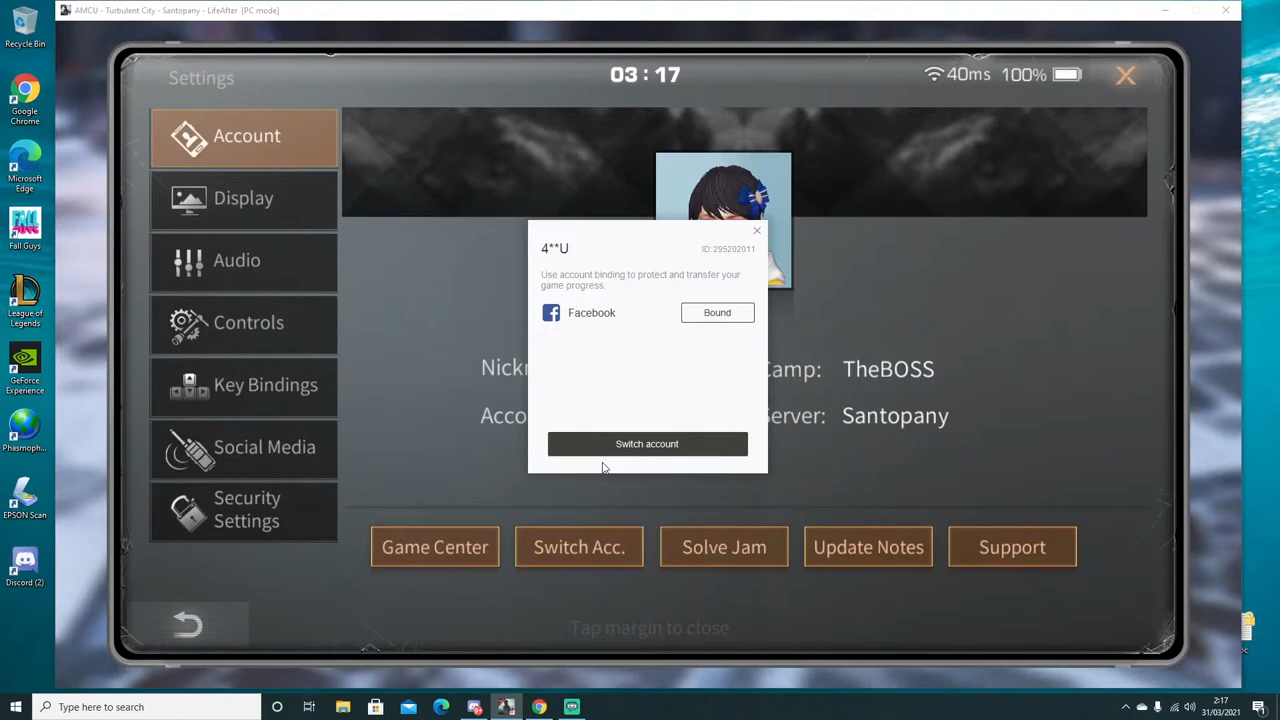 AMCU - Turbulent City - Santopany - LifeAfter [PC mode]
Recycle Bin
Google
Chrome
Microsoft
Edge
FALL
GUYS
Fall Guys
League of
Legends
GeForce
Experience
Phasmoph...
EPSON Scan
Discord (2)
Settings
03 : 17
40ms 100%
Account
Display
Audio
Controls
Key Bindings
Social Media
Security
Settings
4**U
ID:295202011
Use account binding to protect and transfer your
game progress.
Facebook
Bound
Switch account
Nickn
Camp: TheBOSS
Acco
Server: Santopany
Game Center
Switch Acc.
Solve Jam
Update Notes
Support
Tap margin to close
Type here to search
2:17
31/03/2021